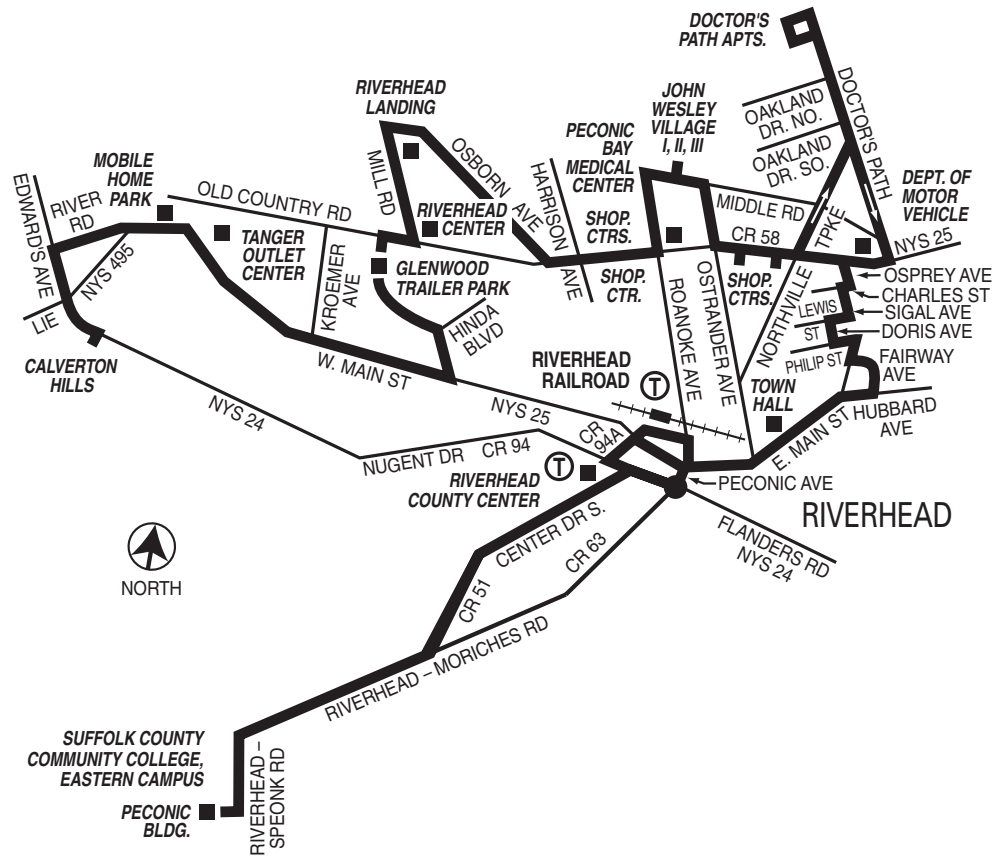 DOCTOR'S
PATH APTS.
DOCTOR'S PATH
OAKLAND
DR. NO.
OAKLAND
DR. SO.
JOHN
WESLEY
VILLAGE
I, II, III
RIVERHEAD
LANDING
PECONIC
BAY
MEDICAL
CENTER
MOBILE
HOME
PARK
EDWARD'S AVE
RIVER
RD
OLD COUNTRY RD
MILL RD
OSBORN
AVE
HARRISON
AVE
RIVERHEAD
CENTER
SHOP.
CTRS.
MIDDLE RD
CR 58
TPKE
DEPT. OF
MOTOR
VEHICLE
NYS 25
TANGER
OUTLET
CENTER
KROEMER
AVE
GLENWOOD
TRAILER PARK
SHOP.
CTR.
SHOP.
CTRS.
NYS 495
LIE
HINDA
BLVD
ROANOKE AVE
OSTRANDER AVE
NORTHVILLE
OSPREY AVE
CHARLES ST
LEWIS
SIGAL AVE
ST
DORIS AVE
PHILIP ST
FAIRWAY
AVE
CALVERTON
HILLS
W. MAIN ST
RIVERHEAD
RAILROAD
T
TOWN
HALL
HUBBARD
AVE
NYS 24
NYS 25
CR
94A
E. MAIN ST
NUGENT DR
CR 94
T
RIVERHEAD
COUNTY CENTER
PECONIC AVE
RIVERHEAD
CENTER DR S.
CR 63
FLANDERS RD
NYS 24
NORTH
CR 51
RIVERHEAD – MORICHES RD
SUFFOLK COUNTY
COMMUNITY COLLEGE,
EASTERN CAMPUS
PECONIC
BLDG.
RIVERHEAD –
SPEONK RD